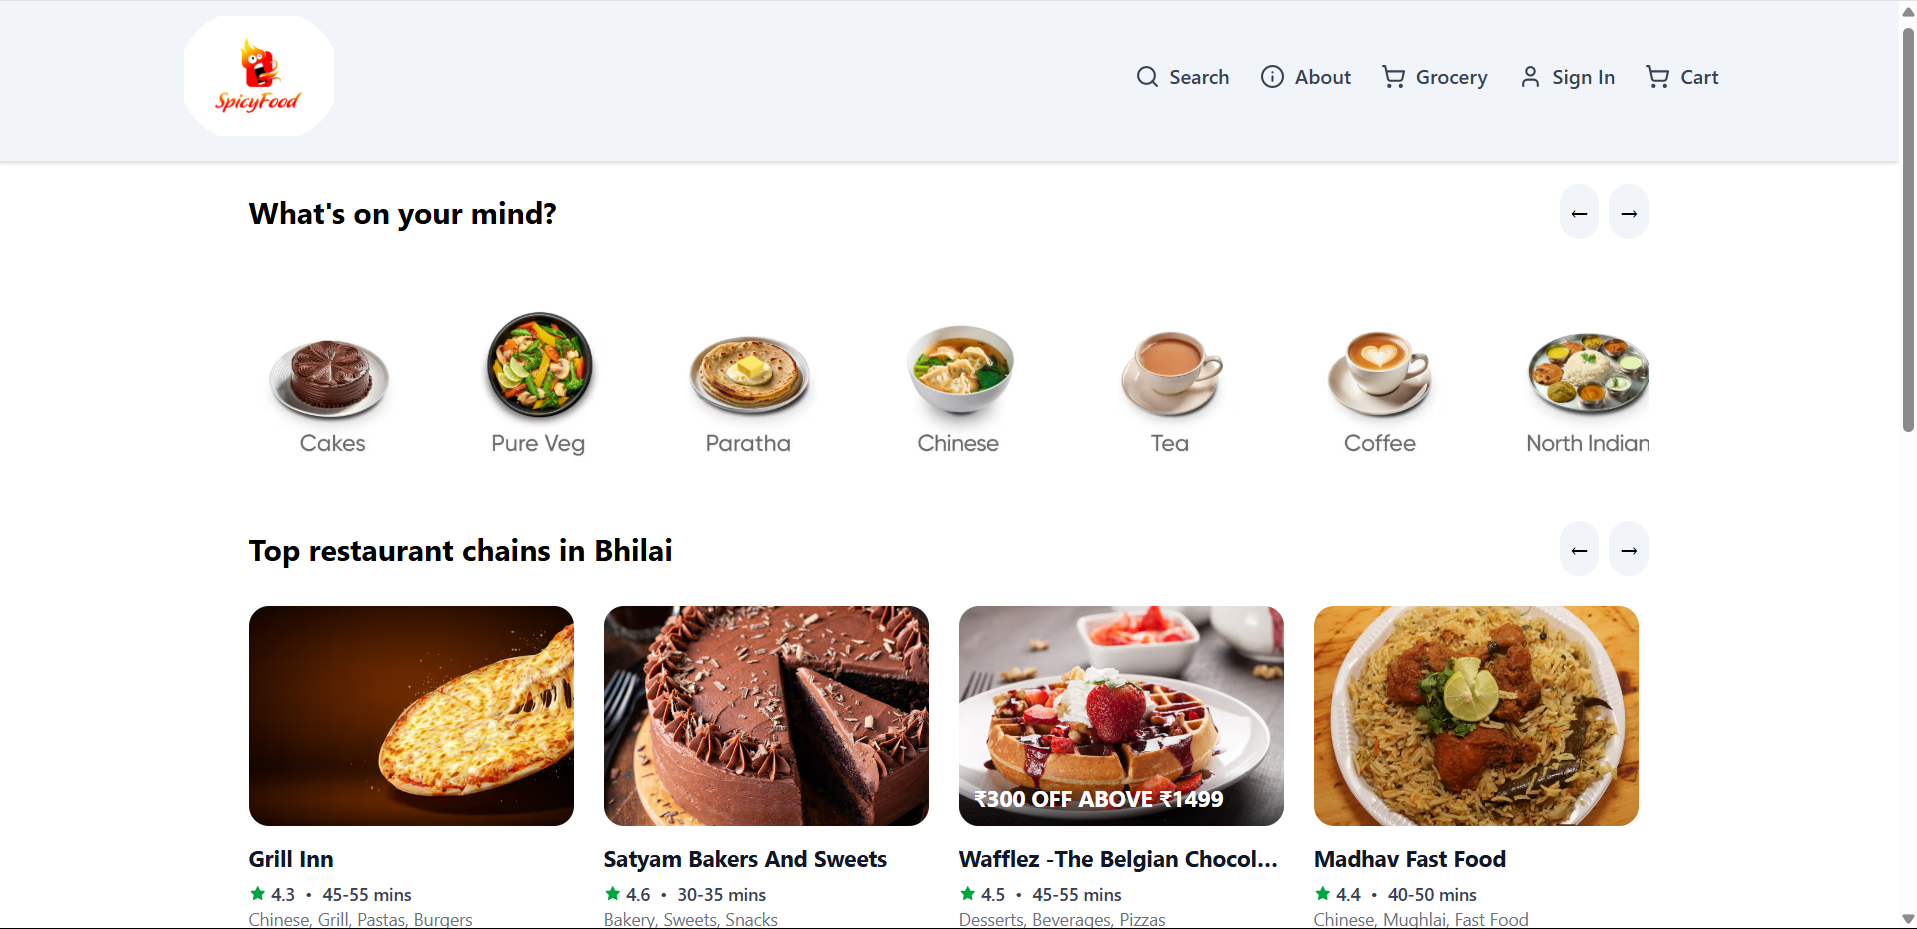 SpicyFood
Search About Grocery Sign In Cart
What's on your mind?
← →
Cakes Pure Veg Paratha Chinese Tea Coffee North Indian
Top restaurant chains in Bhilai
← →
₹300 OFF ABOVE ₹1499
Grill Inn
4.3 • 45-55 mins
Chinese, Grill, Pastas, Burgers
Satyam Bakers And Sweets
4.6 • 30-35 mins
Bakery, Sweets, Snacks
Wafflez -The Belgian Chocol...
4.5 • 45-55 mins
Desserts, Beverages, Pizzas
Madhav Fast Food
4.4 • 40-50 mins
Chinese, Mughlai, Fast Food